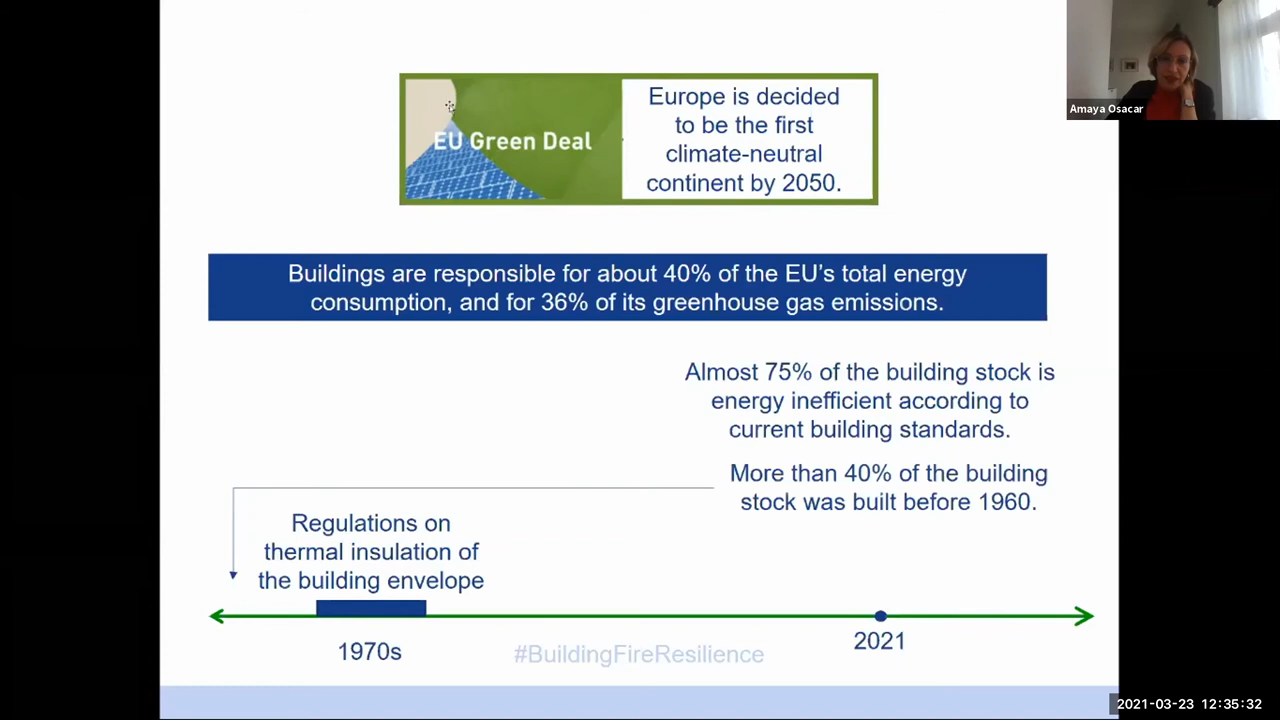 Amaya Osacar
EU Green Deal
Europe is decided
to be the first
climate-neutral
continent by 2050.
Buildings are responsible for about 40% of the EU’s total energy
consumption, and for 36% of its greenhouse gas emissions.
Almost 75% of the building stock is
energy inefficient according to
current building standards.
More than 40% of the building
stock was built before 1960.
Regulations on
thermal insulation of
the building envelope
1970s
2021
#BuildingFireResilience
2021-03-23 12:35:32